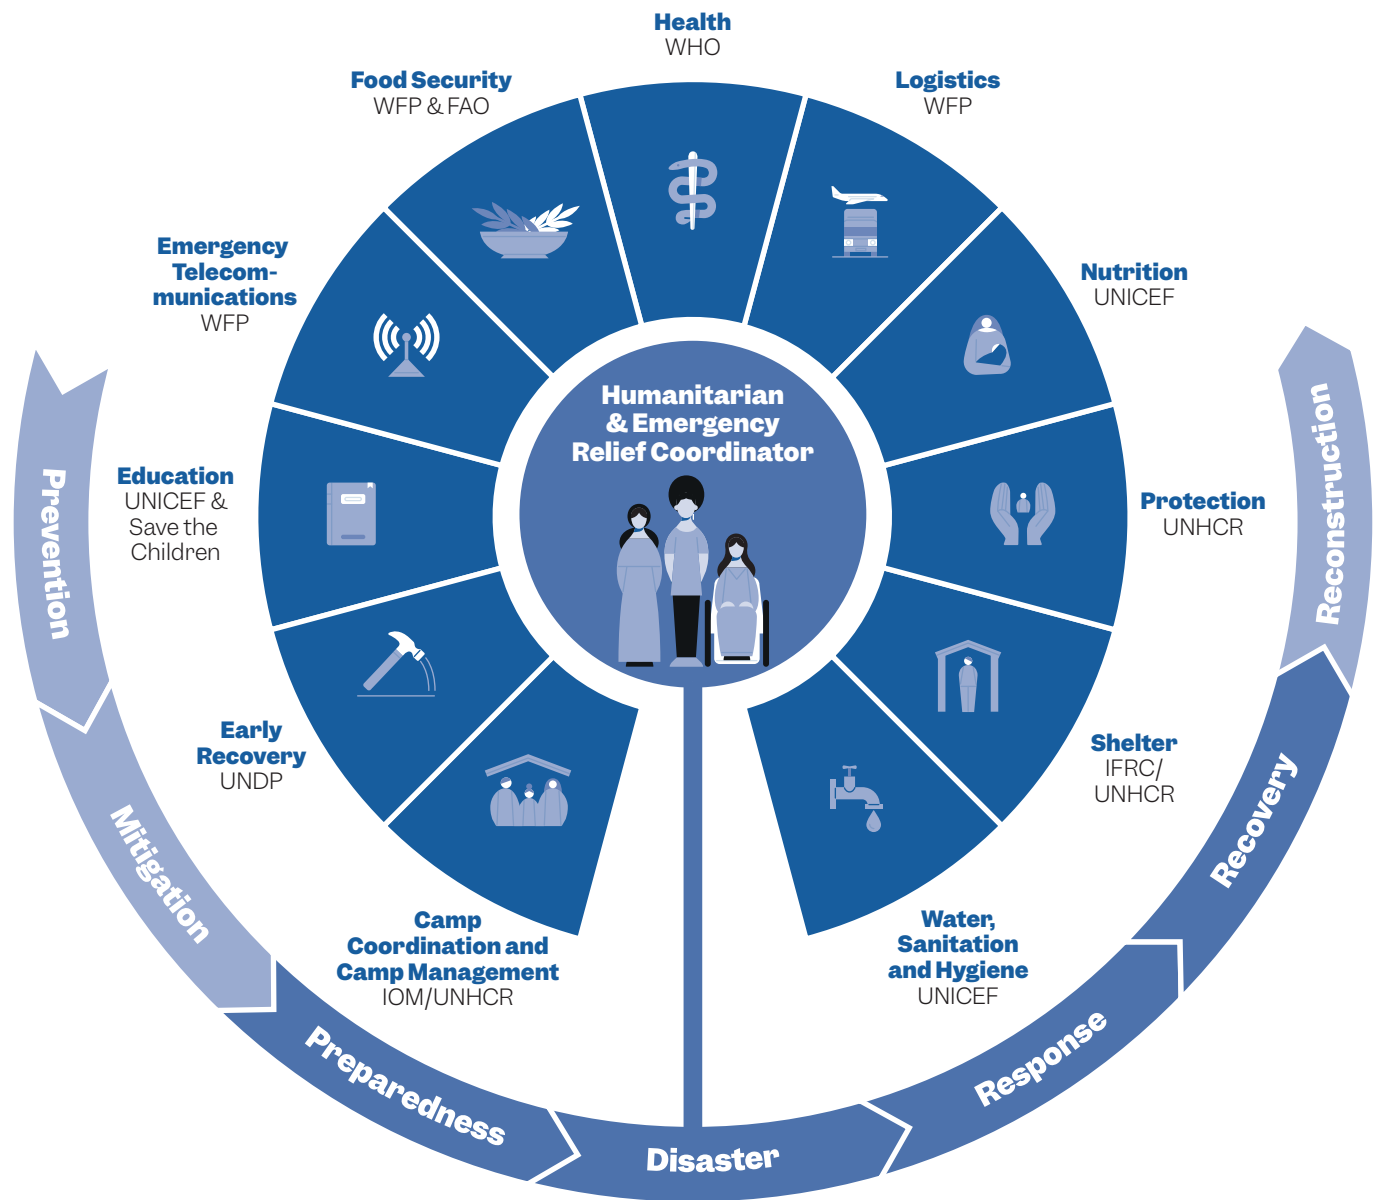 Health
WHO
Food Security
WFP & FAO
Logistics
WFP
Emergency
Telecom-
munications
WFP
Nutrition
UNICEF
Humanitarian
& Emergency
Relief Coordinator
Education
UNICEF &
Save the
Children
Protection
UNHCR
Early
Recovery
UNDP
Shelter
IFRC/
UNHCR
Camp
Coordination and
Camp Management
IOM/UNHCR
Water,
Sanitation
and Hygiene
UNICEF
Prevention
Mitigation
Preparedness
Disaster
Response
Recovery
Reconstruction